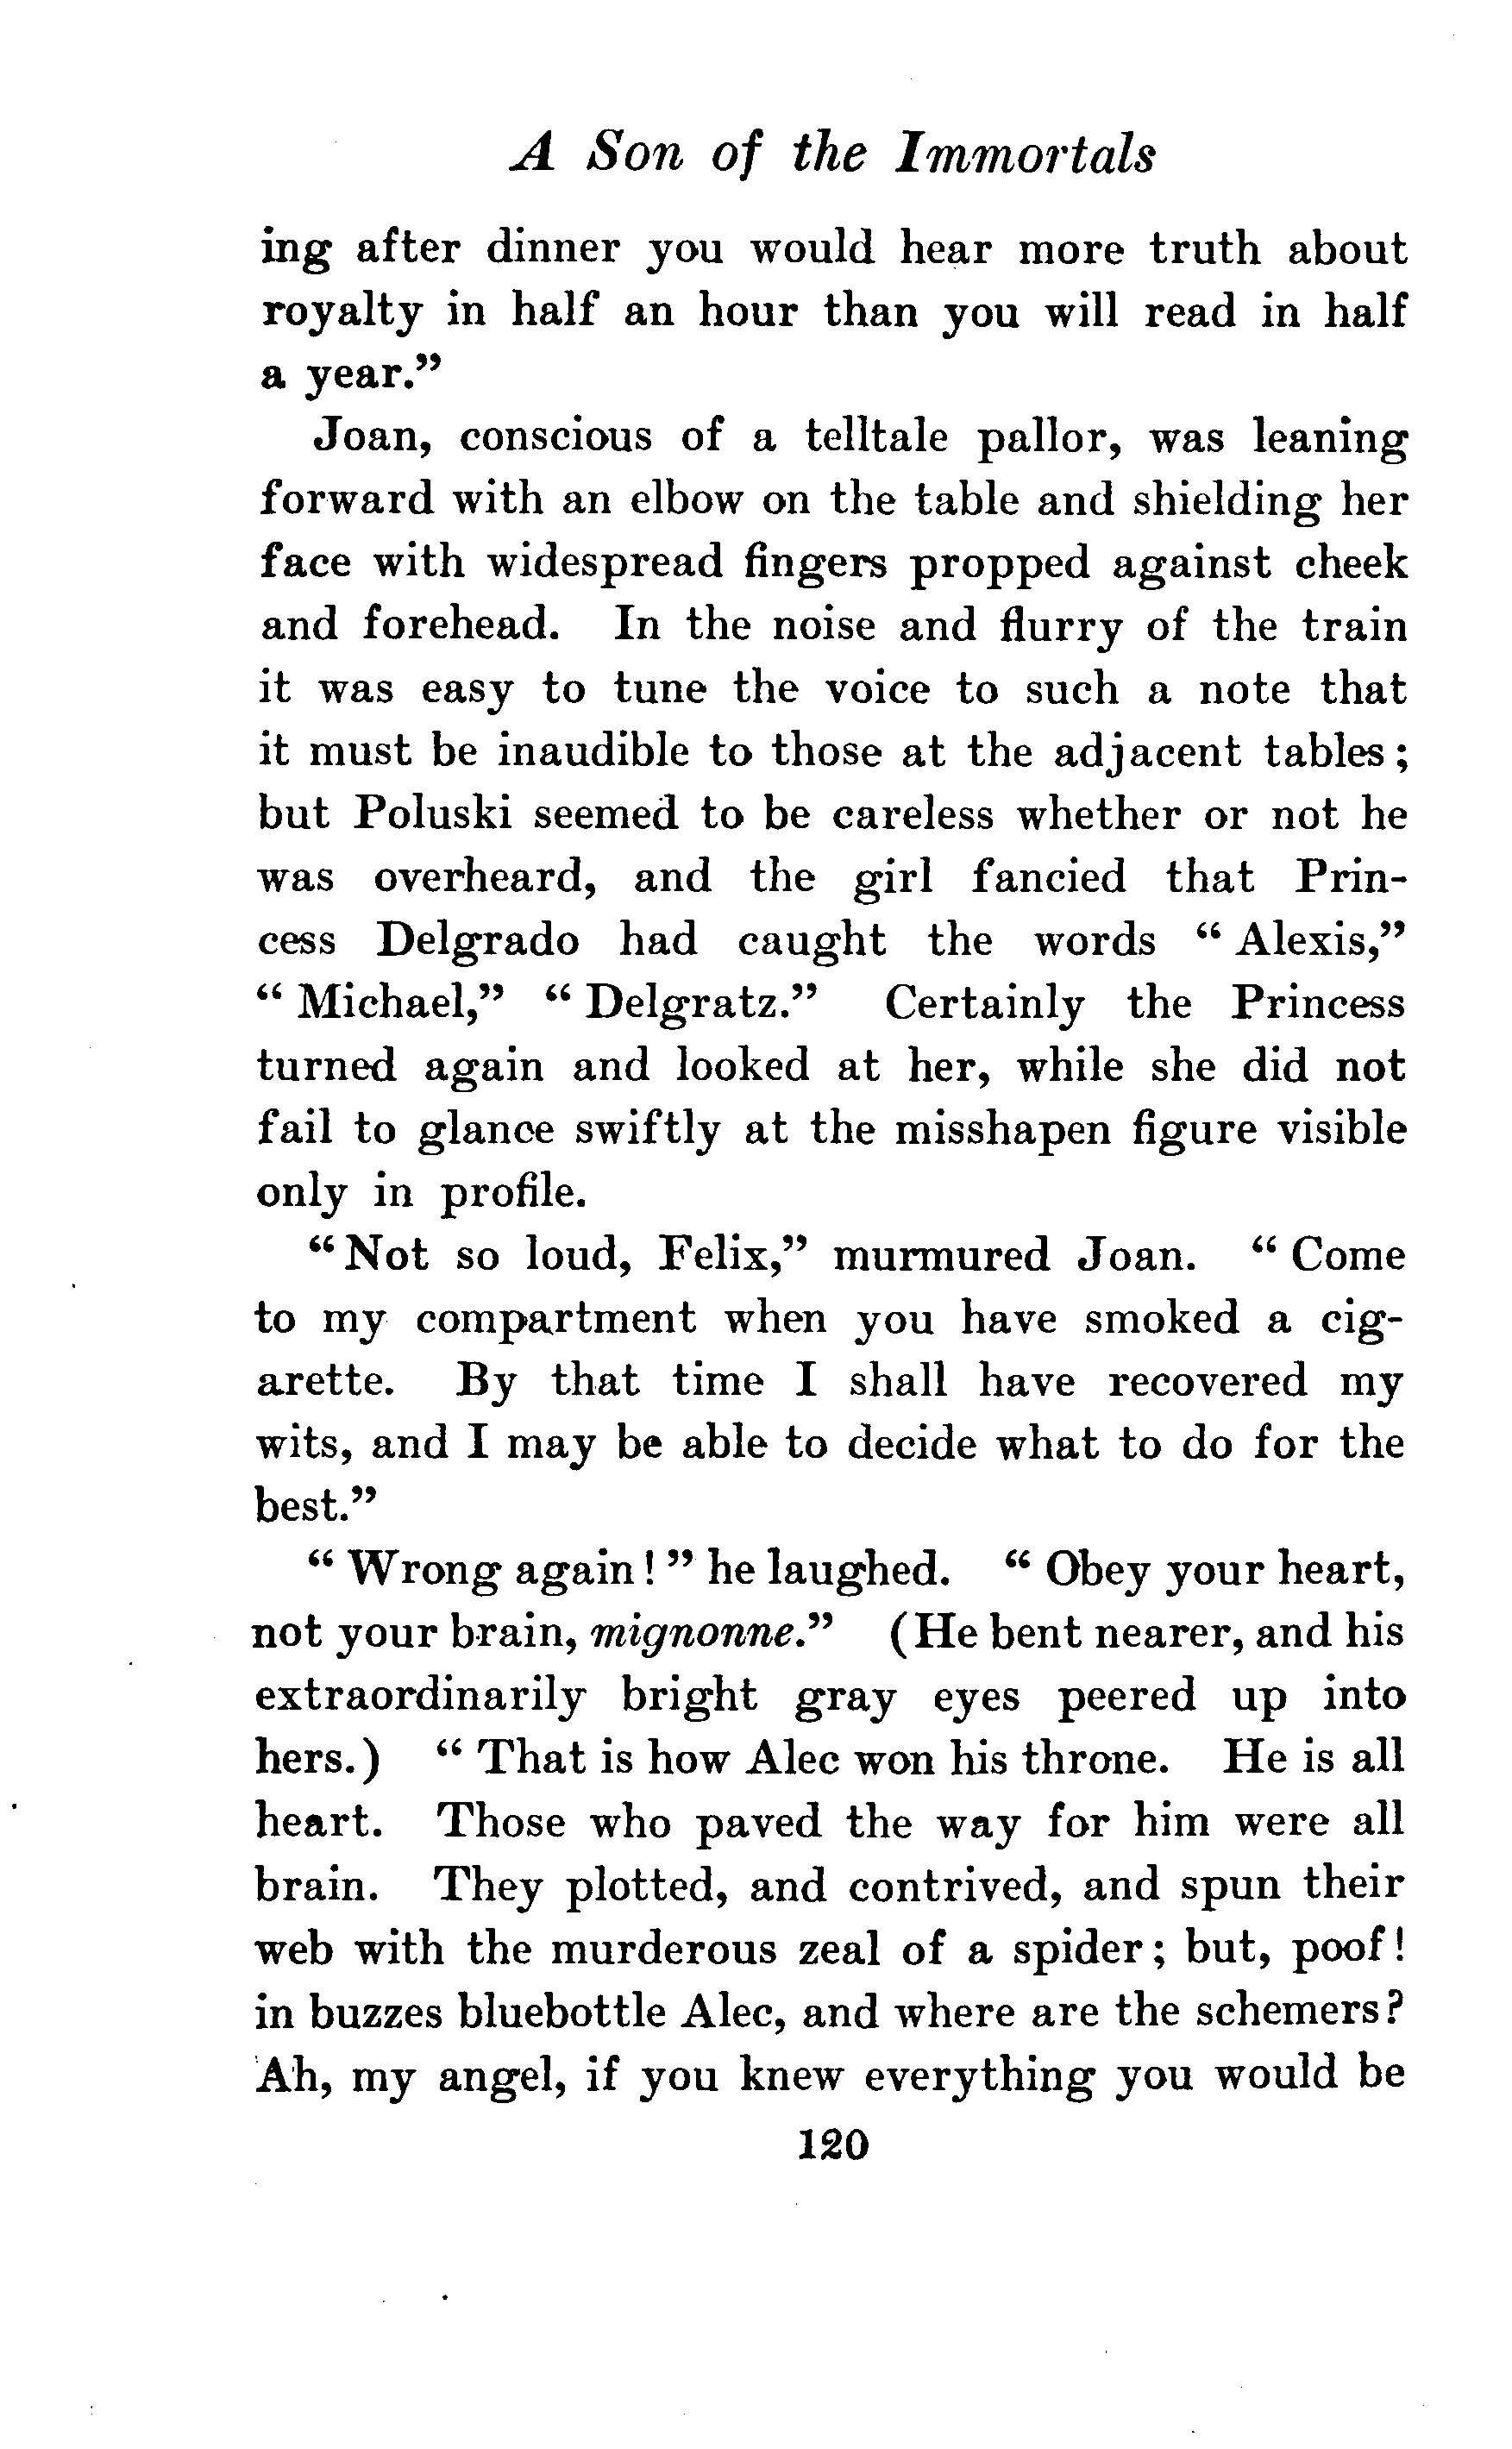 A Son of the Immortals
ing after dinner you would hear more truth about
royalty in half an hour than you will read in half
a year."
Joan, conscious of a telltale pallor, was leaning
forward with an elbow on the table and shielding her
face with widespread fingers propped against cheek
and forehead. In the noise and flurry of the train
it was easy to tune the voice to such a note that
it must be inaudible to those at the adjacent tables;
but Poluski seemed to be careless whether or not he
was overheard, and the girl fancied that Prin-
cess Delgrado had caught the words "Alexis,"
"Michael," "Delgratz." Certainly the Princess
turned again and looked at her, while she did not
fail to glance swiftly at the misshapen figure visible
only in profile.
"Not so loud, Felix," murmured Joan. "Come
to my compartment when you have smoked a cig-
arette. By that time I shall have recovered my
wits, and I may be able to decide what to do for the
best."
"Wrong again!" he laughed. "Obey your heart,
not your brain, mignonne." (He bent nearer, and his
extraordinarily bright gray eyes peered up into
hers.) "That is how Alec won his throne. He is all
heart. Those who paved the way for him were all
brain. They plotted, and contrived, and spun their
web with the murderous zeal of a spider; but, poof!
in buzzes bluebottle Alec, and where are the schemers?
Ah, my angel, if you knew everything you would be
120